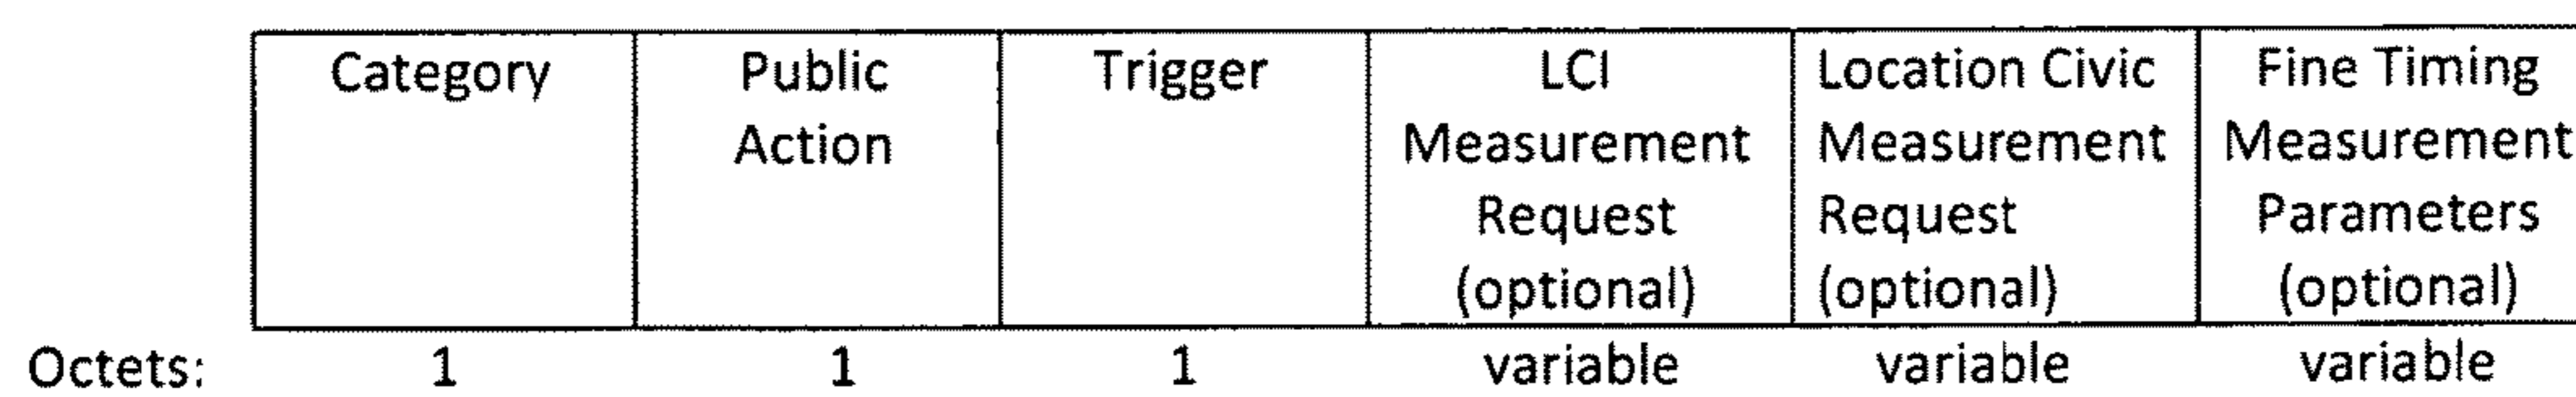 Category Public Trigger LCI Location Civic Fine Timing
Action Measurement Measurement Measurement
Request Request Parameters
(optional) (optional) (optional)
Octets: 1 1 1 variable variable variable